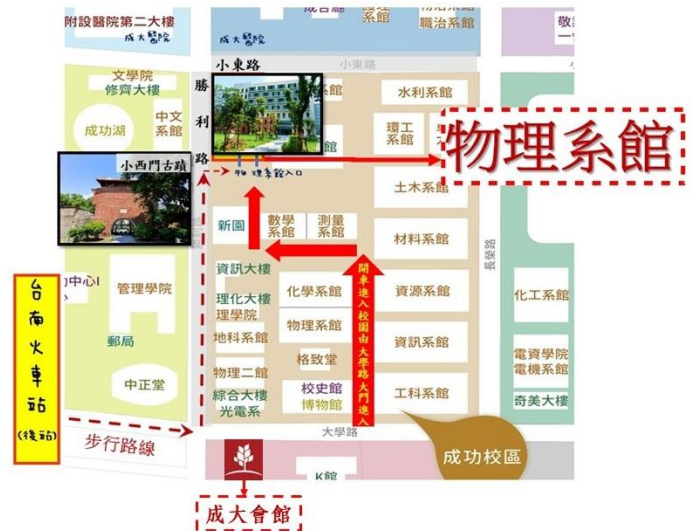 附設醫院第二大樓
成大醫院
成大醫院
系館
職治系館
小東路
小東路
文學院
修齊大樓
勝利路
系館
水利系館
成功湖
中文
系館
環工
系館
物理系館
小西門古蹟
物理系館入口
土木系館
新園
數學
系館
測量
系館
材料系館
長榮路
資訊大樓
管理學院
理化大樓
理學院
化學系館
開車進入校園由大學路大門進入
資源系館
化工系館
台南火車站
(後站)
郵局
地科系館
物理系館
資訊系館
格致堂
電資學院
電機系館
中正堂
物理二館
綜合大樓
光電系
校史館
博物館
工科系館
奇美大樓
步行路線
大學路
成功校區
K館
成大會館